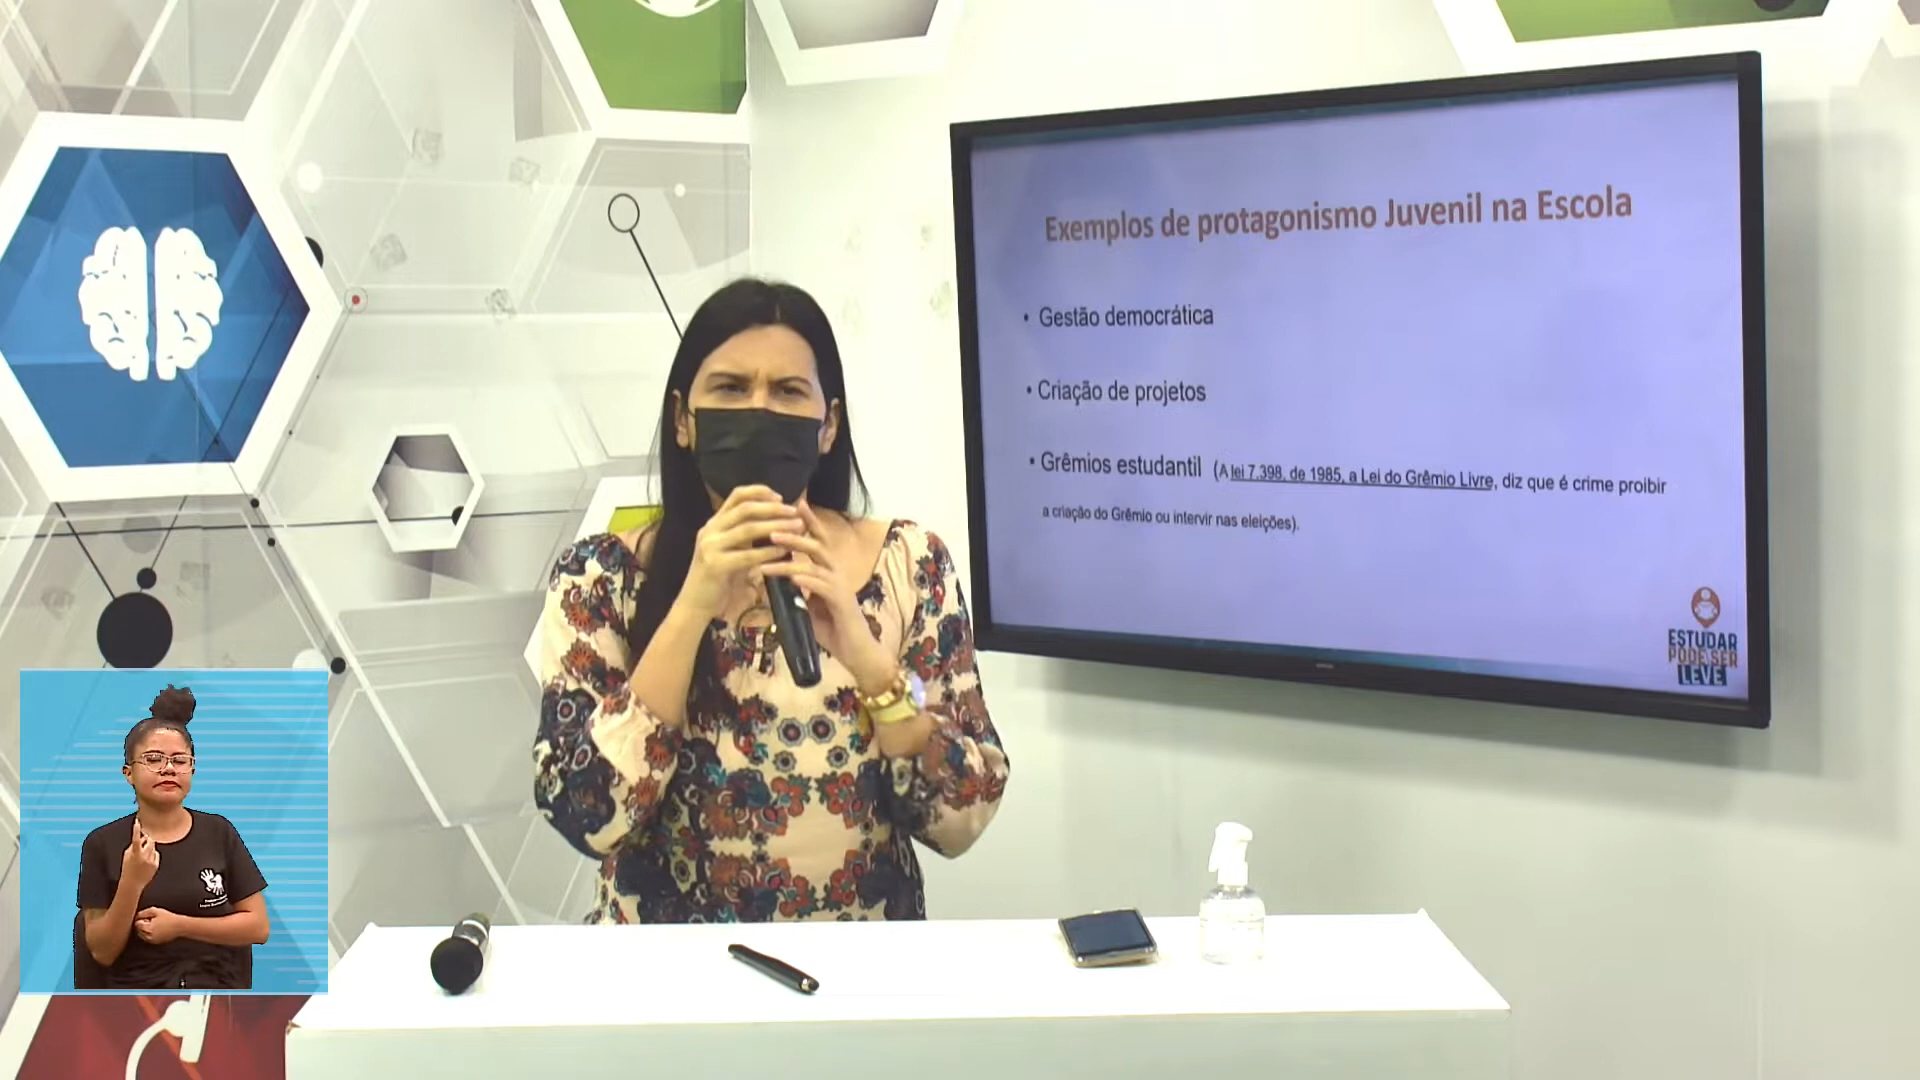 Exemplos de protagonismo Juvenil na Escola
• Gestão democrática
• Criação de projetos
• Grêmios estudantil (A lei 7.398, de 1985, a Lei do Grêmio Livre, diz que é crime proibir
a criação do Grêmio ou intervir nas eleições).
ESTUDAR
PODE SER
LEVE